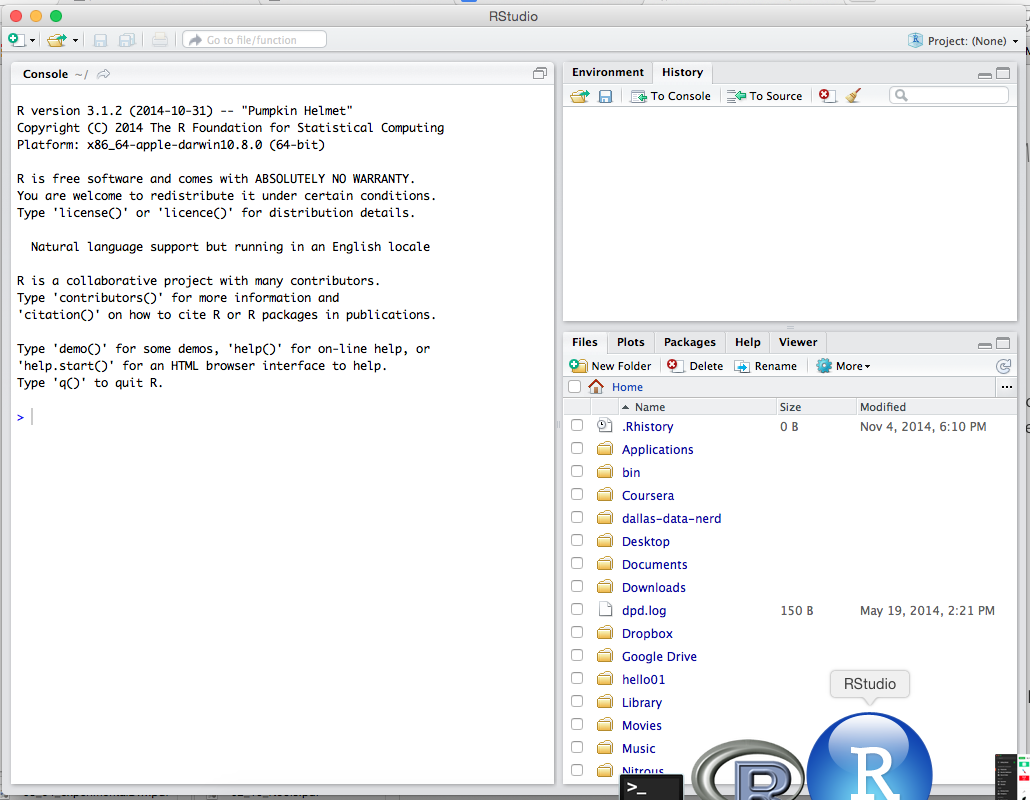 RStudio
Go to file/function
Project: (None)
Console ~/
R version 3.1.2 (2014-10-31) -- "Pumpkin Helmet"
Copyright (C) 2014 The R Foundation for Statistical Computing
Platform: x86_64-apple-darwin10.8.0 (64-bit)
R is free software and comes with ABSOLUTELY NO WARRANTY.
You are welcome to redistribute it under certain conditions.
Type 'license()' or 'licence()' for distribution details.
Natural language support but running in an English locale
R is a collaborative project with many contributors.
Type 'contributors()' for more information and
'citation()' on how to cite R or R packages in publications.
Type 'demo()' for some demos, 'help()' for on-line help, or
'help.start()' for an HTML browser interface to help.
Type 'q()' to quit R.
>
Environment History
To Console To Source
Files Plots Packages Help Viewer
New Folder Delete Rename More
Home ...
Name Size Modified
.Rhistory 0 B Nov 4, 2014, 6:10 PM
Applications
bin
Coursera
dallas-data-nerd
Desktop
Documents
Downloads
dpd.log 150 B May 19, 2014, 2:21 PM
Dropbox
Google Drive
hello01
Library
Movies
Music
Nitrous
RStudio
>_
R
R